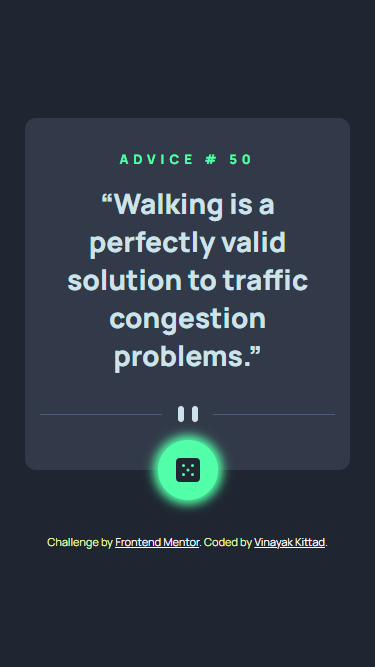 ADVICE # 50
“Walking is a
perfectly valid
solution to traffic
congestion
problems.”
Challenge by Frontend Mentor. Coded by Vinayak Kittad.